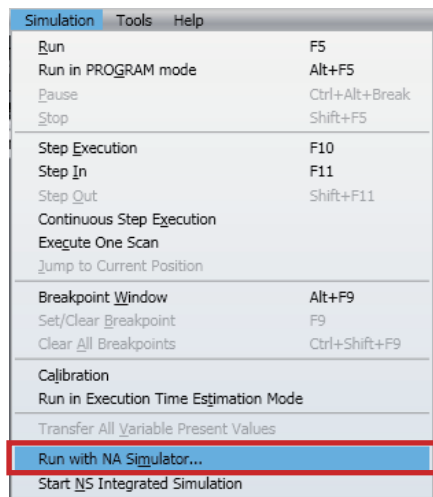 Simulation Tools Help
Run F5
Run in PROGRAM mode Alt+F5
Pause Ctrl+Alt+Break
Stop Shift+F5
Step Execution F10
Step In F11
Step Out Shift+F11
Continuous Step Execution
Execute One Scan
Jump to Current Position
Breakpoint Window Alt+F9
Set/Clear Breakpoint F9
Clear All Breakpoints Ctrl+Shift+F9
Calibration
Run in Execution Time Estimation Mode
Transfer All Variable Present Values
Run with NA Simulator...
Start NS Integrated Simulation